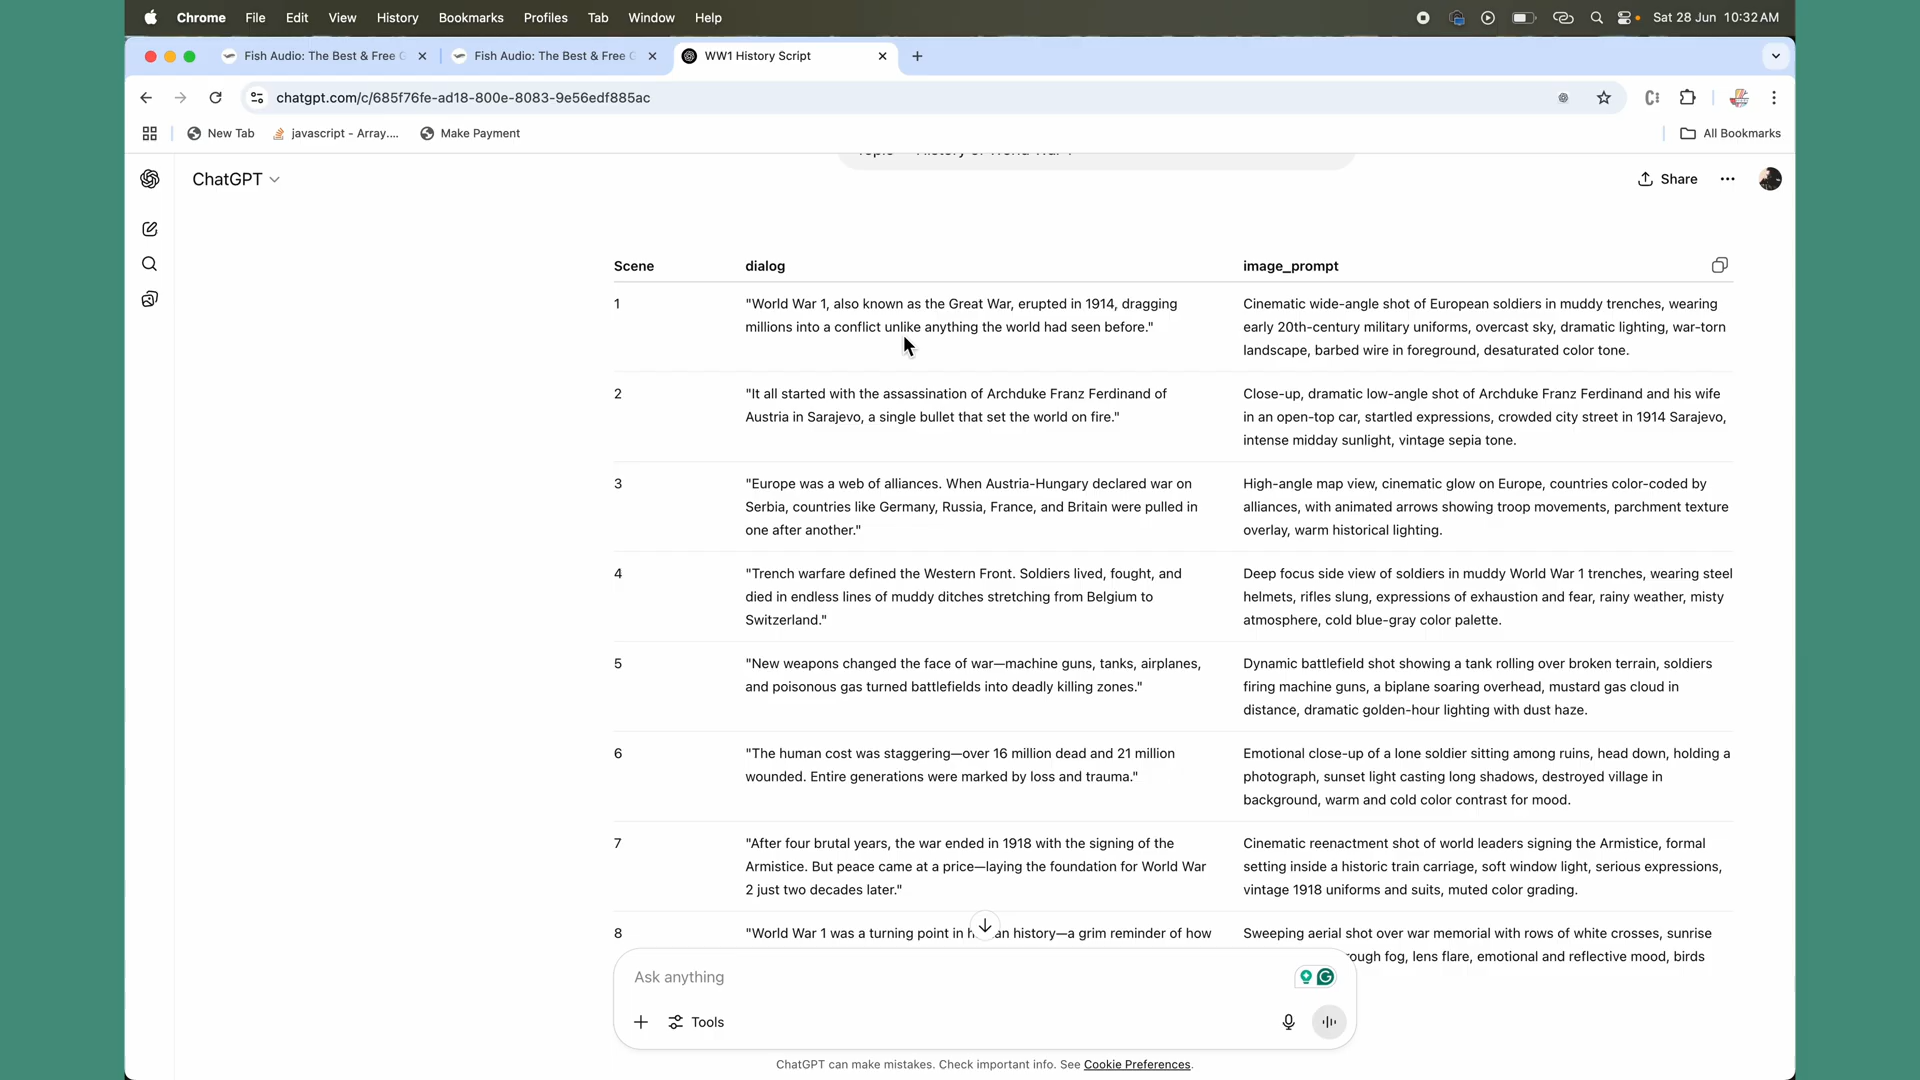 Chrome File Edit View History Bookmarks Profiles Tab Window Help Sat 28 Jun 10:32 AM
Fish Audio: The Best & Free Fish Audio: The Best & Free WW1 History Script
chatgpt.com/c/685f76fe-ad18-800e-8083-9e56edf885ac
New Tab javascript - Array.... Make Payment All Bookmarks
ChatGPT Share
Scene dialog image_prompt
1 "World War 1, also known as the Great War, erupted in 1914, dragging Cinematic wide-angle shot of European soldiers in muddy trenches, wearing
millions into a conflict unlike anything the world had seen before." early 20th-century military uniforms, overcast sky, dramatic lighting, war-torn
landscape, barbed wire in foreground, desaturated color tone.
2 "It all started with the assassination of Archduke Franz Ferdinand of Close-up, dramatic low-angle shot of Archduke Franz Ferdinand and his wife
Austria in Sarajevo, a single bullet that set the world on fire." in an open-top car, startled expressions, crowded city street in 1914 Sarajevo,
intense midday sunlight, vintage sepia tone.
3 "Europe was a web of alliances. When Austria-Hungary declared war on High-angle map view, cinematic glow on Europe, countries color-coded by
Serbia, countries like Germany, Russia, France, and Britain were pulled in alliances, with animated arrows showing troop movements, parchment texture
one after another." overlay, warm historical lighting.
4 "Trench warfare defined the Western Front. Soldiers lived, fought, and Deep focus side view of soldiers in muddy World War 1 trenches, wearing steel
died in endless lines of muddy ditches stretching from Belgium to helmets, rifles slung, expressions of exhaustion and fear, rainy weather, misty
Switzerland." atmosphere, cold blue-gray color palette.
5 "New weapons changed the face of war—machine guns, tanks, airplanes, Dynamic battlefield shot showing a tank rolling over broken terrain, soldiers
and poisonous gas turned battlefields into deadly killing zones." firing machine guns, a biplane soaring overhead, mustard gas cloud in
distance, dramatic golden-hour lighting with dust haze.
6 "The human cost was staggering—over 16 million dead and 21 million Emotional close-up of a lone soldier sitting among ruins, head down, holding a
wounded. Entire generations were marked by loss and trauma." photograph, sunset light casting long shadows, destroyed village in
background, warm and cold color contrast for mood.
7 "After four brutal years, the war ended in 1918 with the signing of the Cinematic reenactment shot of world leaders signing the Armistice, formal
Armistice. But peace came at a price—laying the foundation for World War setting inside a historic train carriage, soft window light, serious expressions,
2 just two decades later." vintage 1918 uniforms and suits, muted color grading.
8 "World War 1 was a turning point in history—a grim reminder of how Sweeping aerial shot over war memorial with rows of white crosses, sunrise
fog, lens flare, emotional and reflective mood, birds
Ask anything
Tools
ChatGPT can make mistakes. Check important info. See Cookie Preferences.